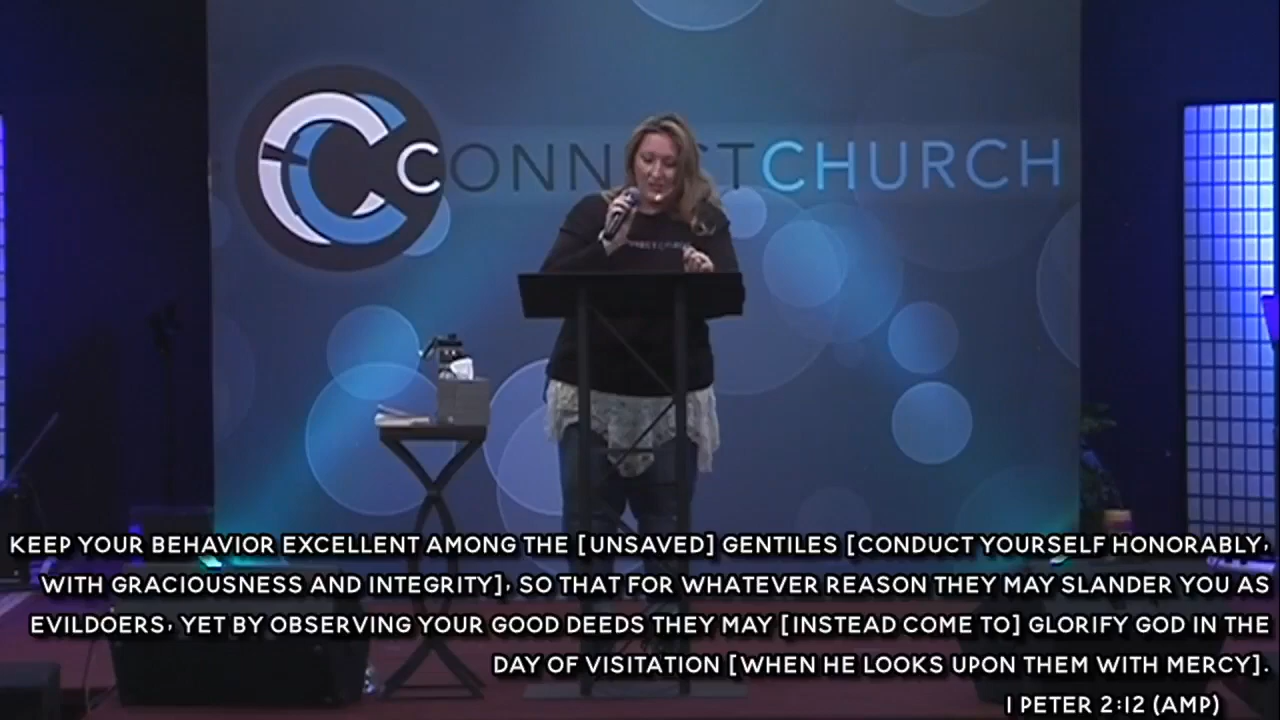 CONNECTCHURCH
KEEP YOUR BEHAVIOR EXCELLENT AMONG THE [UNSAVED] GENTILES [CONDUCT YOURSELF HONORABLY,
WITH GRACIOUSNESS AND INTEGRITY], SO THAT FOR WHATEVER REASON THEY MAY SLANDER YOU AS
EVILDOERS, YET BY OBSERVING YOUR GOOD DEEDS THEY MAY [INSTEAD COME TO] GLORIFY GOD IN THE
DAY OF VISITATION [WHEN HE LOOKS UPON THEM WITH MERCY].
I PETER 2:12 (AMP)